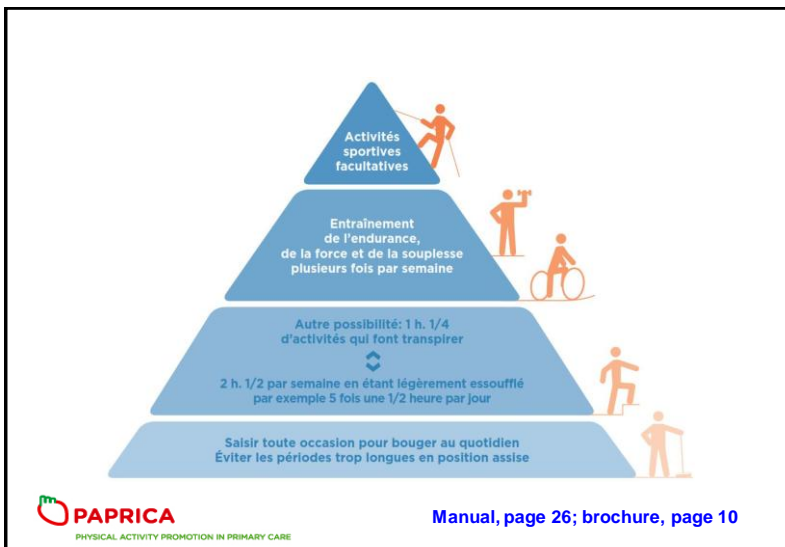 Activités
sportives
facultatives
Entraînement
de l'endurance,
de la force et de la souplesse
plusieurs fois par semaine
Autre possibilité: 1 h. 1/4
d'activités qui font transpirer
2 h. 1/2 par semaine en étant légèrement essoufflé
par exemple 5 fois une 1/2 heure par jour
Saisir toute occasion pour bouger au quotidien
Éviter les périodes trop longues en position assise
PAPRICA
PHYSICAL ACTIVITY PROMOTION IN PRIMARY CARE
Manual, page 26; brochure, page 10